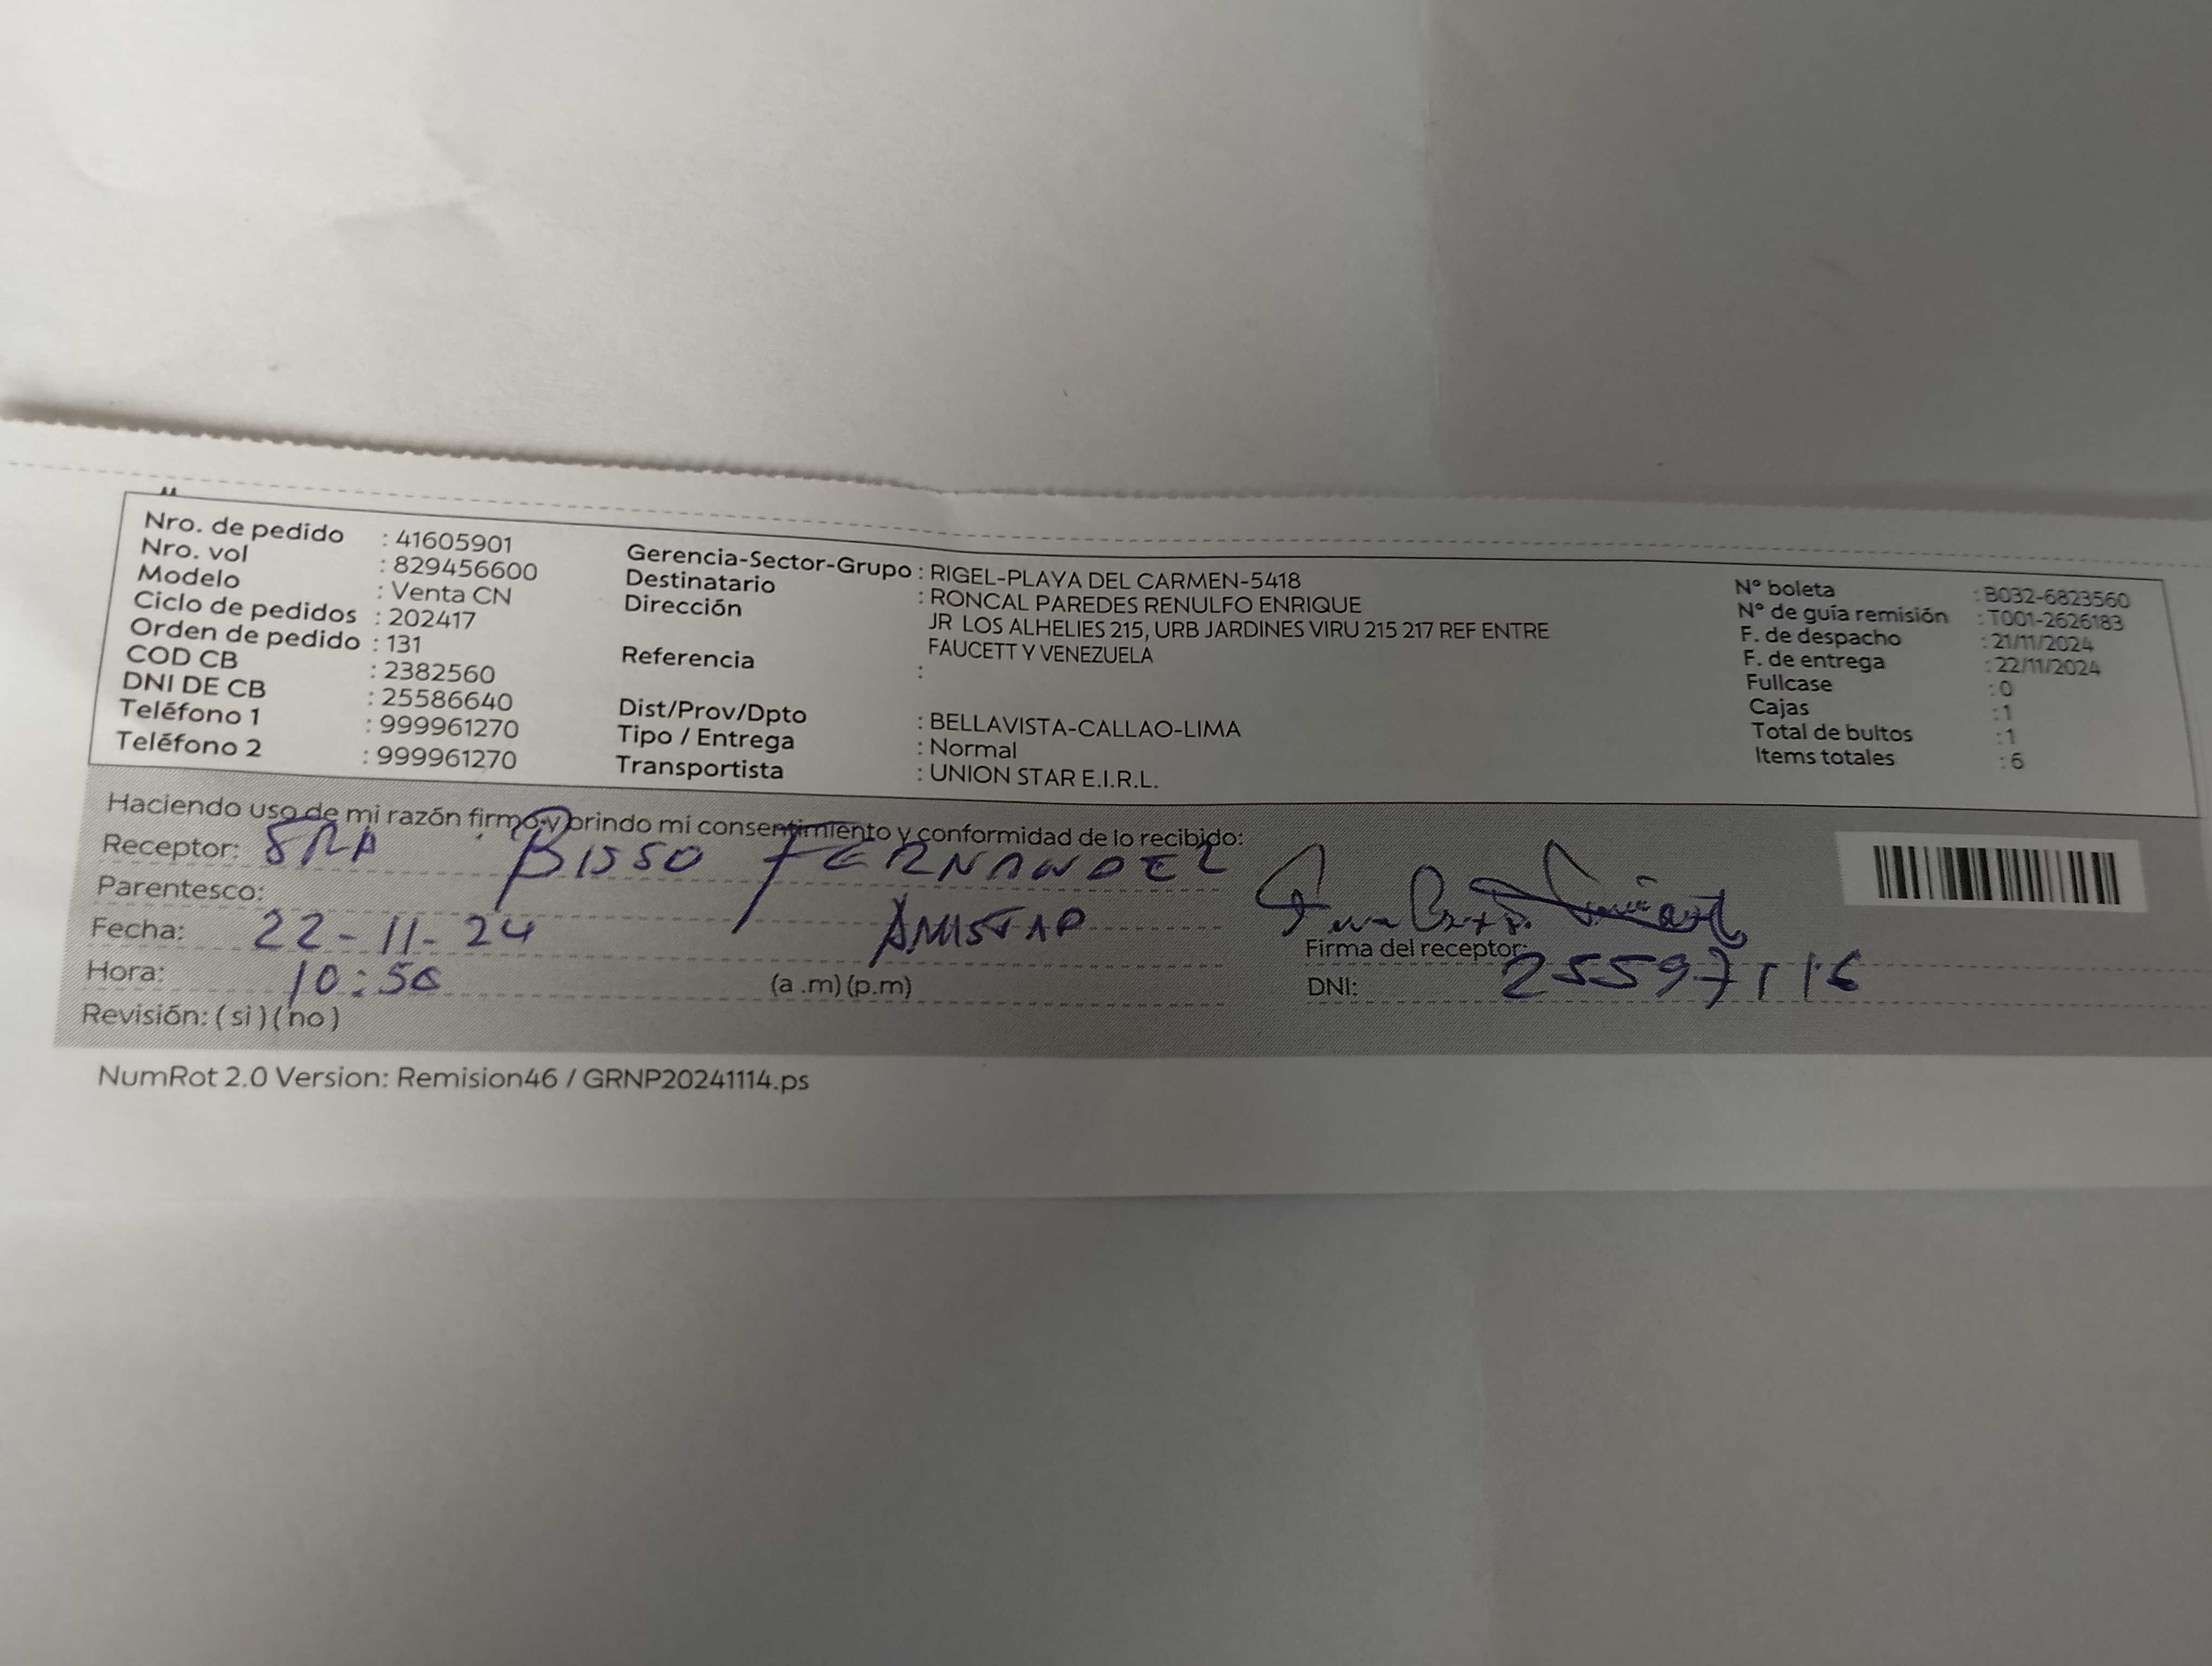 Nro. de pedido : 41605901
Nro. vol : 829456600
Modelo : Venta CN
Ciclo de pedidos : 202417
Orden de pedido : 131
COD CB : 2382560
DNI DE CB : 25586640
Teléfono 1 : 999961270
Teléfono 2 : 999961270
Gerencia-Sector-Grupo : RIGEL-PLAYA DEL CARMEN-5418
Destinatario : RONCAL PAREDES RENULFO ENRIQUE
Dirección JR LOS ALHELIES 215, URB JARDINES VIRU 215 217 REF ENTRE
FAUCETT Y VENEZUELA
Referencia :
Dist/Prov/Dpto : BELLAVISTA-CALLAO-LIMA
Tipo / Entrega : Normal
Transportista : UNION STAR E.I.R.L.
N° boleta : B032-6823560
N° de guía remisión : T001-2626183
F. de despacho : 21/11/2024
F. de entrega : 22/11/2024
Fullcase : 0
Cajas : 1
Total de bultos : 1
Items totales : 6
Haciendo uso de mi razón firmo y brindo mi consentimiento y conformidad de lo recibido:
Receptor: SRA BISSO FERNANDEZ
Parentesco: AMISTAD
Fecha: 22-11-24
Hora: 10:56 (a .m) (p.m)
Revisión: ( si ) ( no )
Firma del receptor:
DNI:
NumRot 2.0 Version: Remision46 / GRNP20241114.ps